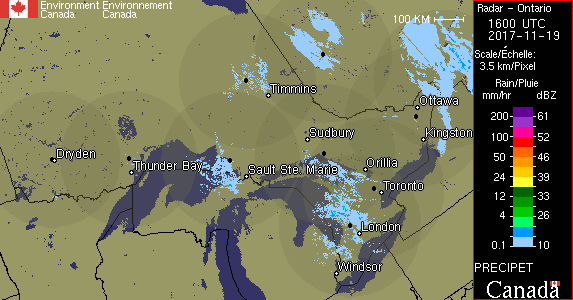 Environment Environnement
Canada Canada
100 KM
Timmins
Ottawa
Sudbury
Kingston
Dryden
Thunder Bay
Sault Ste. Marie
Orillia
Toronto
London
Windsor
Radar - Ontario
1600 UTC
2017-11-19
Scale/Échelle:
3.5 km/Pixel
Rain/Pluie
mm/hr dBZ
200 61
100 52
50 46
24 39
12 33
4 26
0.1 10
PRECIPET
Canada